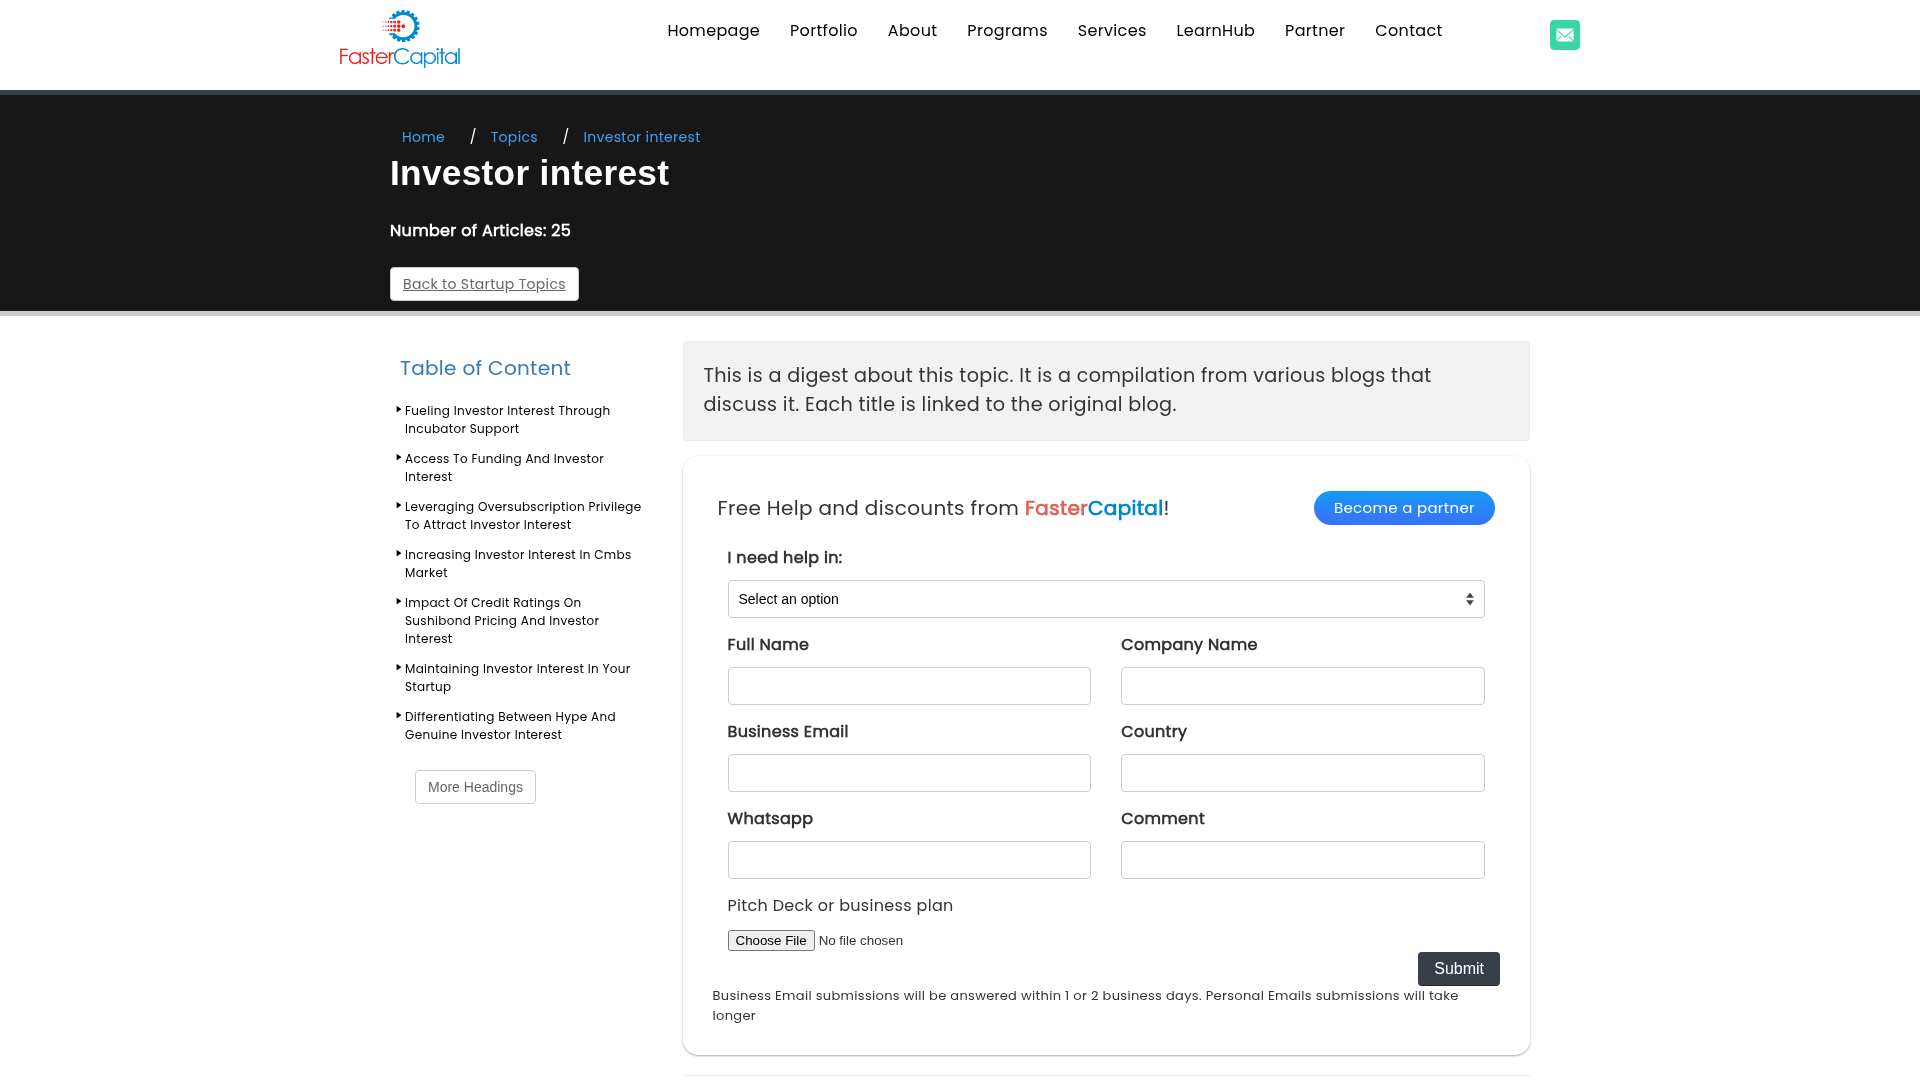 FasterCapital
Homepage Portfolio About Programs Services LearnHub Partner Contact
Home / Topics / Investor interest
Investor interest
Number of Articles: 25
Back to Startup Topics
Table of Content
Fueling Investor Interest Through
Incubator Support
Access To Funding And Investor
Interest
Leveraging Oversubscription Privilege
To Attract Investor Interest
Increasing Investor Interest In Cmbs
Market
Impact Of Credit Ratings On
Sushibond Pricing And Investor
Interest
Maintaining Investor Interest In Your
Startup
Differentiating Between Hype And
Genuine Investor Interest
More Headings
This is a digest about this topic. It is a compilation from various blogs that
discuss it. Each title is linked to the original blog.
Free Help and discounts from FasterCapital!
Become a partner
I need help in:
Select an option
Full Name
Company Name
Business Email
Country
Whatsapp
Comment
Pitch Deck or business plan
Choose File No file chosen
Submit
Business Email submissions will be answered within 1 or 2 business days. Personal Emails submissions will take
longer